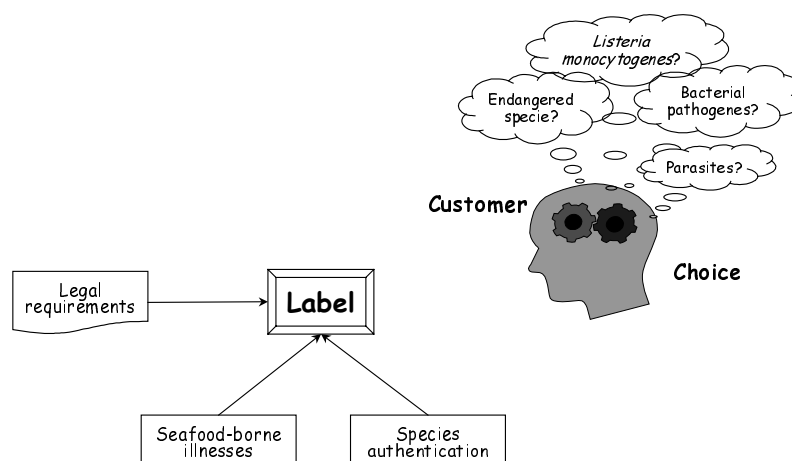 Listeria
monocytogenes?
Endangered
specie?
Bacterial
pathogenes?
Parasites?
Customer
Choice
Legal
requirements
Label
Seafood-borne
illnesses
Species
authentication